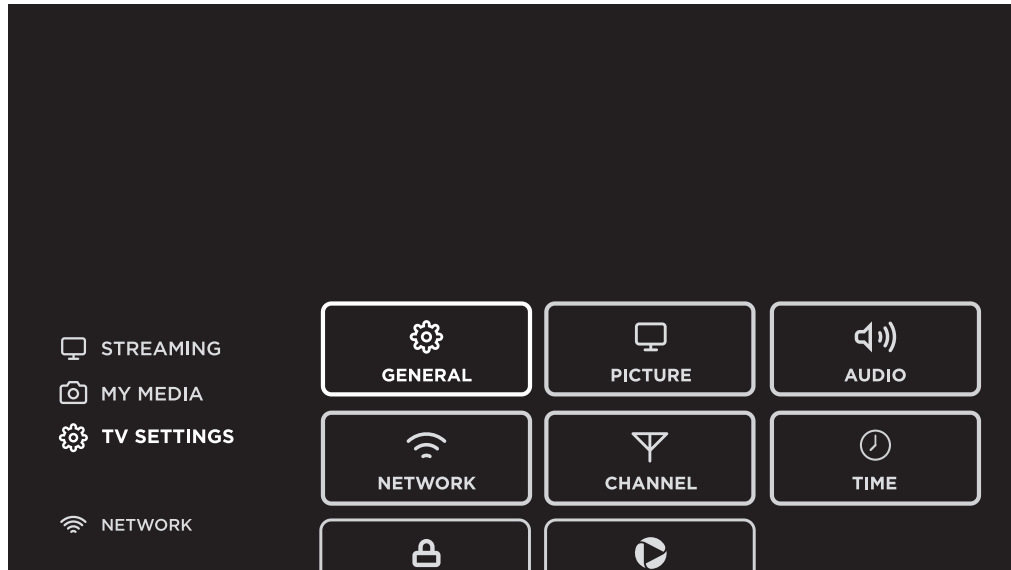 STREAMING
MY MEDIA
TV SETTINGS
NETWORK
GENERAL
PICTURE
AUDIO
NETWORK
CHANNEL
TIME